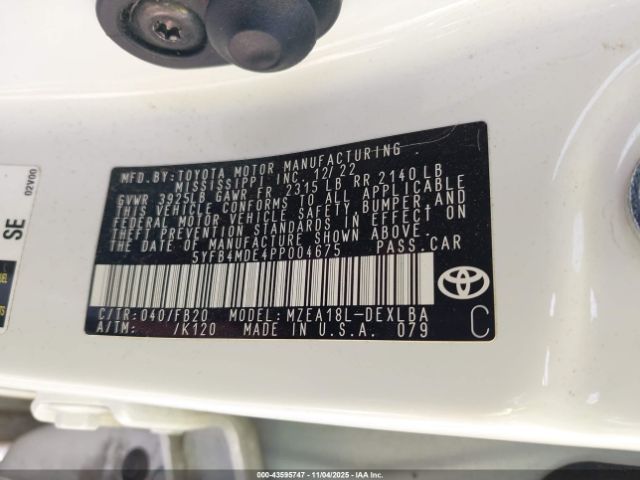 MFD.BY:TOYOTA MOTOR MANUFACTURING
MISSISSIPPI INC. 12/22
GVWR 3925LB GAWR FR. 2315 LB RR 2140 LB
THIS VEHICLE CONFORMS TO ALL APPLICABLE
FEDERAL MOTOR VEHICLE SAFETY, BUMPER, AND
THEFT PREVENTION STANDARDS IN EFFECT ON
THE DATE OF MANUFACTURE SHOWN ABOVE.
5YFB4MDE4PP004675 PASS.CAR
C/TR:040/FB20 MODEL: MZEA18L-DEXLBA
A/TM: /K120 MADE IN U.S.A. 079
C
SE
02V00
000-43595747 - 11/04/2025 - IAAI.COM